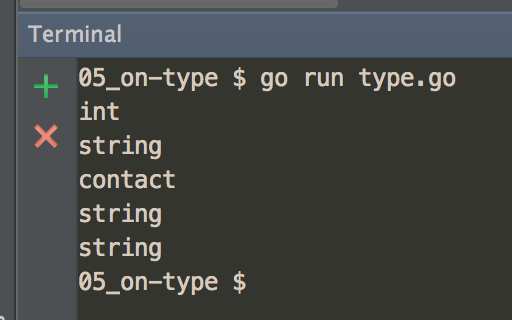 Terminal
05_on-type $ go run type.go
int
string
contact
string
string
05_on-type $